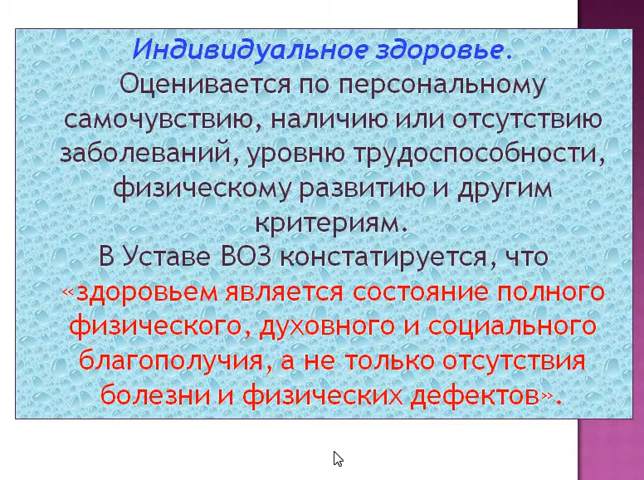 Индивидуальное здоровье.
Оценивается по персональному
самочувствию, наличию или отсутствию
заболеваний, уровню трудоспособности,
физическому развитию и другим
критериям.
В Уставе ВОЗ констатируется, что
«здоровьем является состояние полного
физического, духовного и социального
благополучия, а не только отсутствия
болезни и физических дефектов».